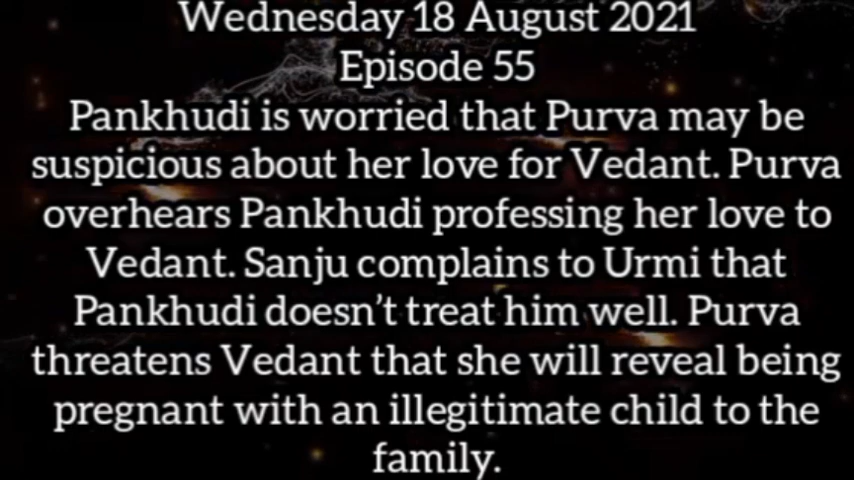 Wednesday 18 August 2021
Episode 55
Pankhudi is worried that Purva may be
suspicious about her love for Vedant. Purva
overhears Pankhudi professing her love to
Vedant. Sanju complains to Urmi that
Pankhudi doesn’t treat him well. Purva
threatens Vedant that she will reveal being
pregnant with an illegitimate child to the
family.